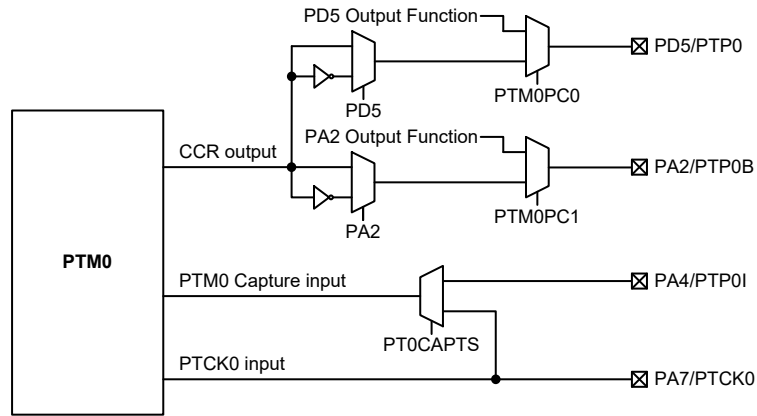 PD5 Output Function
PD5/PTP0
PTM0PC0
PD5
PA2 Output Function
CCR output
PA2/PTP0B
PTM0PC1
PA2
PTM0
PTM0 Capture input
PA4/PTP0I
PT0CAPTS
PTCK0 input
PA7/PTCK0